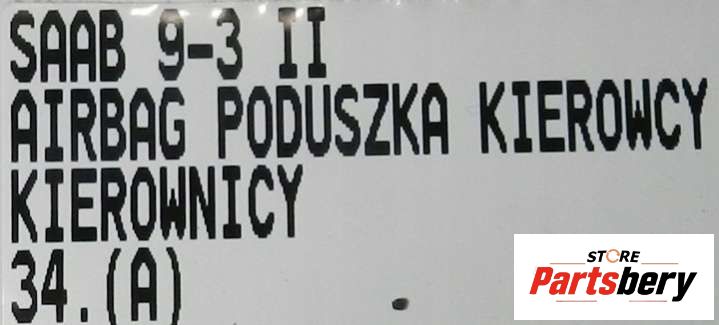 SAAB 9-3 II
AIRBAG PODUSZKA KIEROWCY
KIEROWNICY
34.(A)
STORE
Partsbery